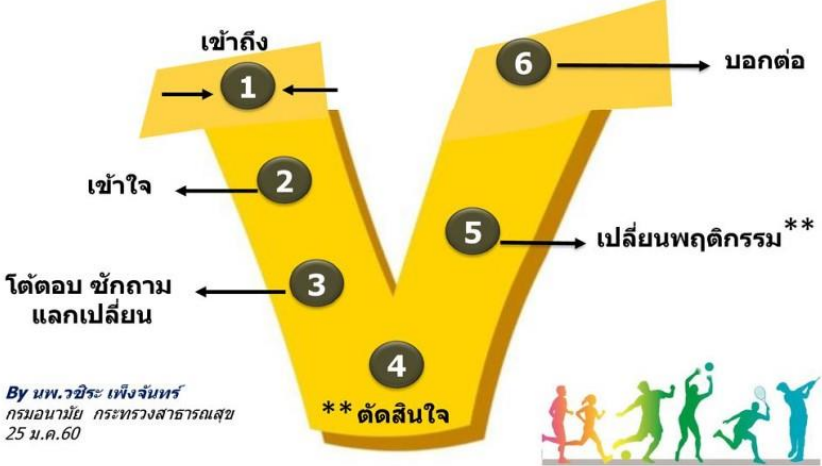 เข้าถึง
1
6
บอกต่อ
เข้าใจ
2
5
เปลี่ยนพฤติกรรม**
โต้ตอบ ซักถาม
แลกเปลี่ยน
3
4
**ตัดสินใจ
By นพ.วชิระ เพ็งจันทร์
กรมอนามัย กระทรวงสาธารณสุข
25 ม.ค.60